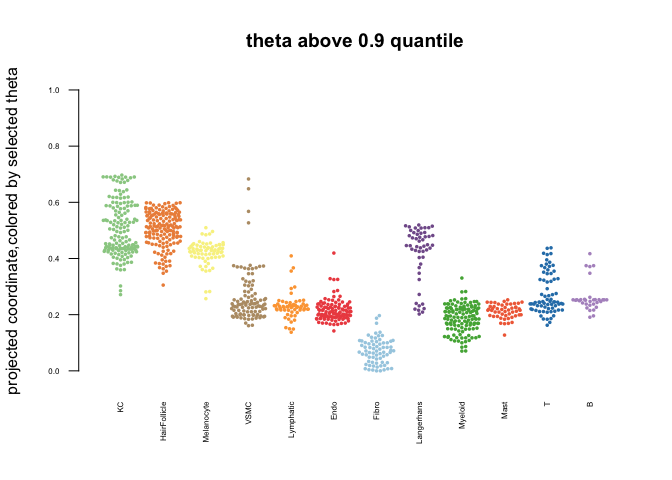 theta above 0.9 quantile
projected coordinate,colored by selected theta
1.0
0.8
0.6
0.4
0.2
0.0
KC
HairFollicle
Melanocyte
VSMC
Lymphatic
Endo
Fibro
Langerhans
Myeloid
Mast
T
B